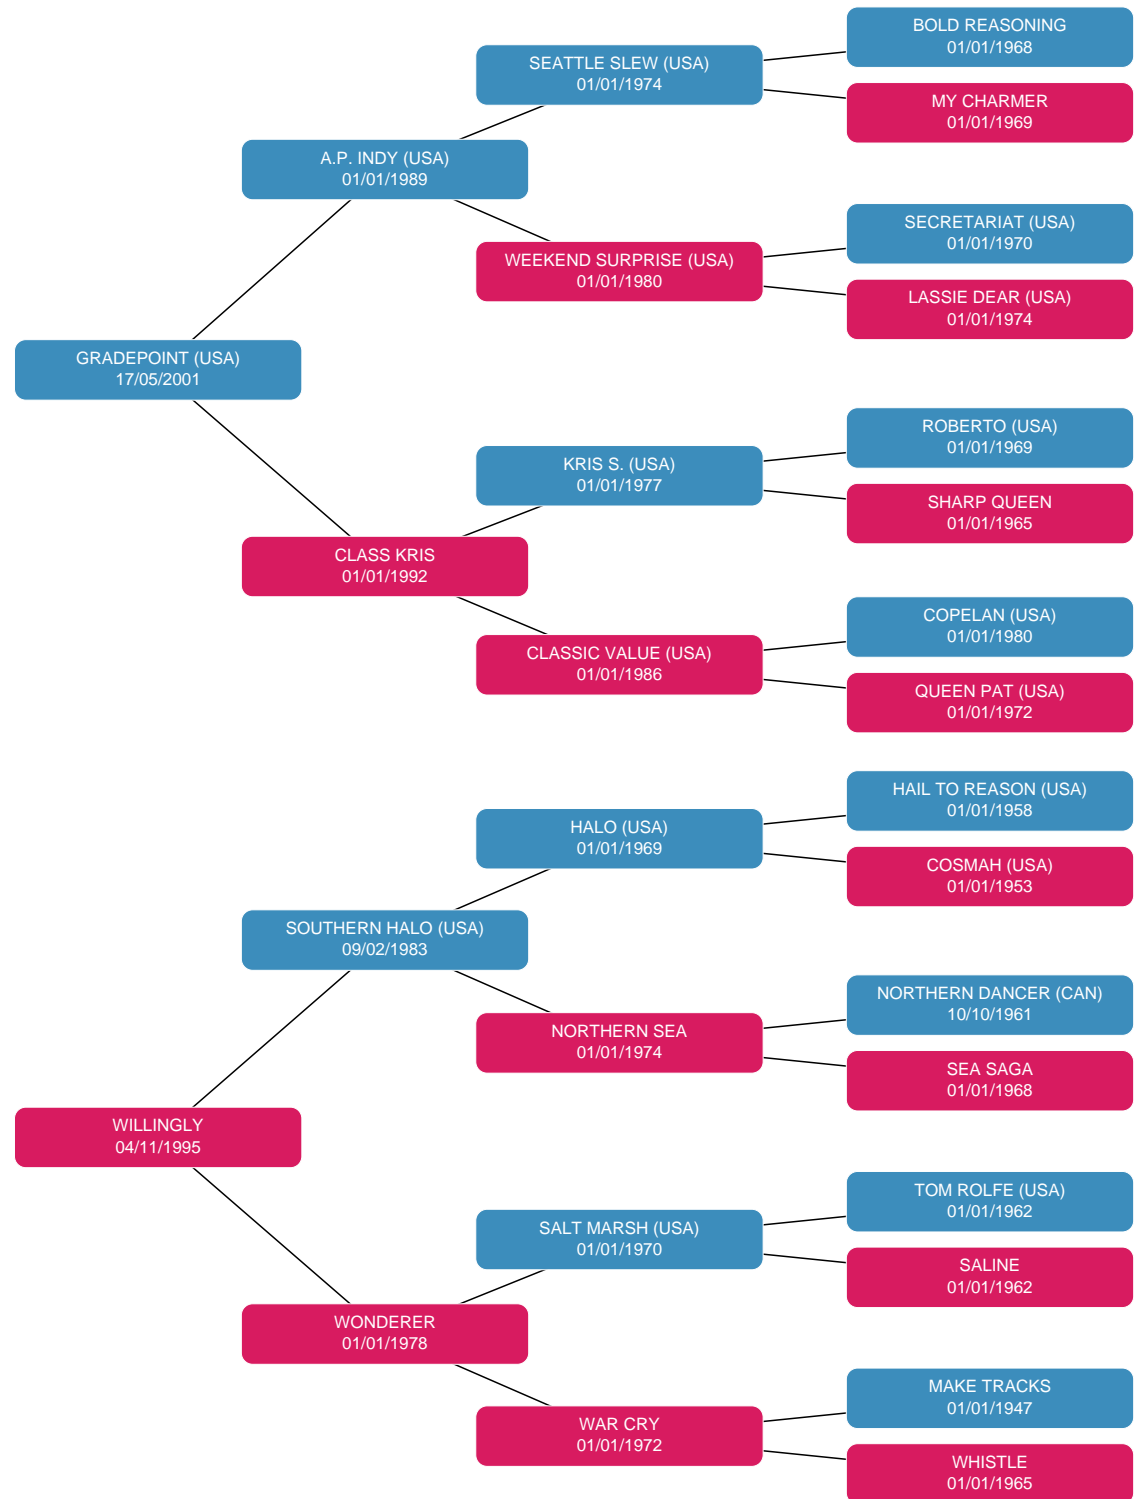 BOLD REASONING
01/01/1968
SEATTLE SLEW (USA)
01/01/1974
MY CHARMER
01/01/1969
A.P. INDY (USA)
01/01/1989
SECRETARIAT (USA)
01/01/1970
WEEKEND SURPRISE (USA)
01/01/1980
LASSIE DEAR (USA)
01/01/1974
GRADEPOINT (USA)
17/05/2001
ROBERTO (USA)
01/01/1969
KRIS S. (USA)
01/01/1977
SHARP QUEEN
01/01/1965
CLASS KRIS
01/01/1992
COPELAN (USA)
01/01/1980
CLASSIC VALUE (USA)
01/01/1986
QUEEN PAT (USA)
01/01/1972
HAIL TO REASON (USA)
01/01/1958
HALO (USA)
01/01/1969
COSMAH (USA)
01/01/1953
SOUTHERN HALO (USA)
09/02/1983
NORTHERN DANCER (CAN)
10/10/1961
NORTHERN SEA
01/01/1974
SEA SAGA
01/01/1968
WILLINGLY
04/11/1995
TOM ROLFE (USA)
01/01/1962
SALT MARSH (USA)
01/01/1970
SALINE
01/01/1962
WONDERER
01/01/1978
MAKE TRACKS
01/01/1947
WAR CRY
01/01/1972
WHISTLE
01/01/1965